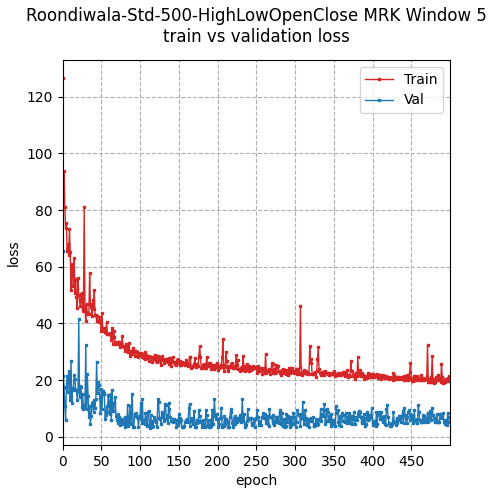 Roondiwala-Std-500-HighLowOpenClose MRK Window 5
train vs validation loss
Train
Val
loss
120
100
80
60
40
20
0
0 50 100 150 200 250 300 350 400 450
epoch